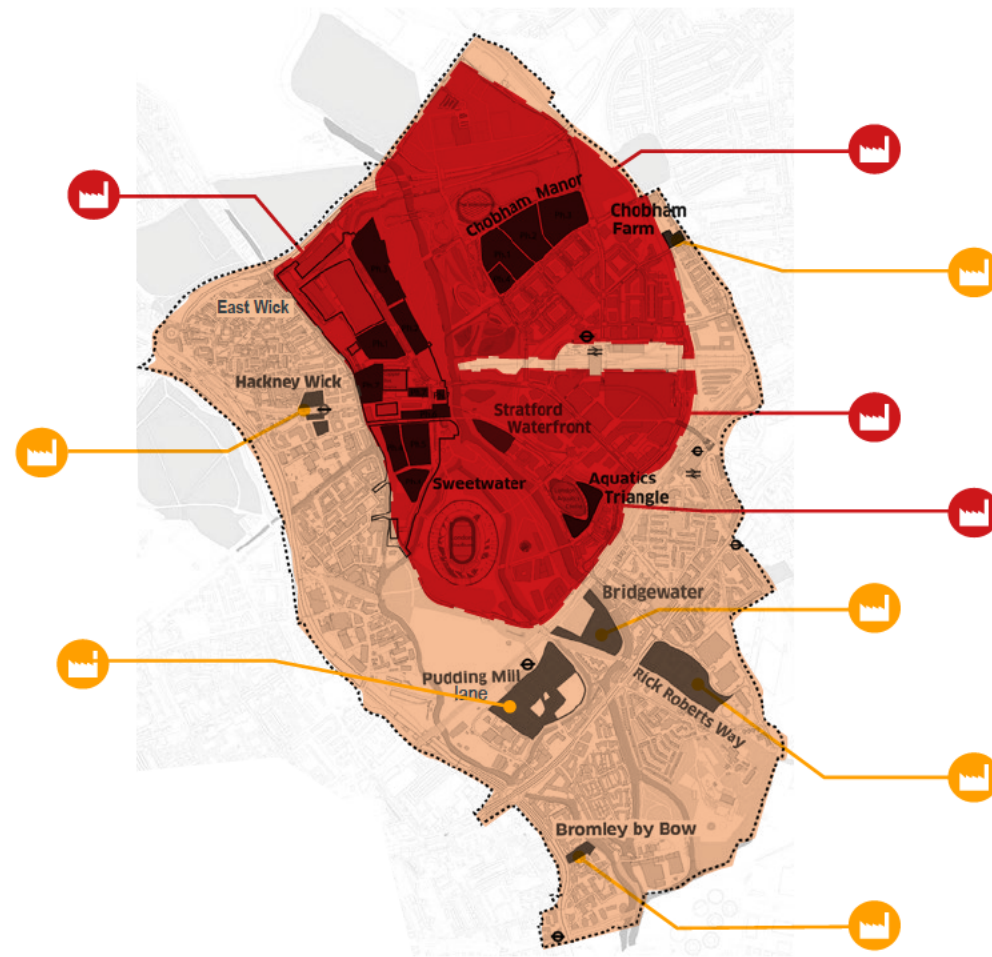 Chobham Manor
Chobham
Farm
East Wick
Hackney Wick
Stratford
Waterfront
Sweetwater
Aquatics
Triangle
Bridgewater
Pudding Mill
lane
Rick Roberts Way
Bromley by Bow